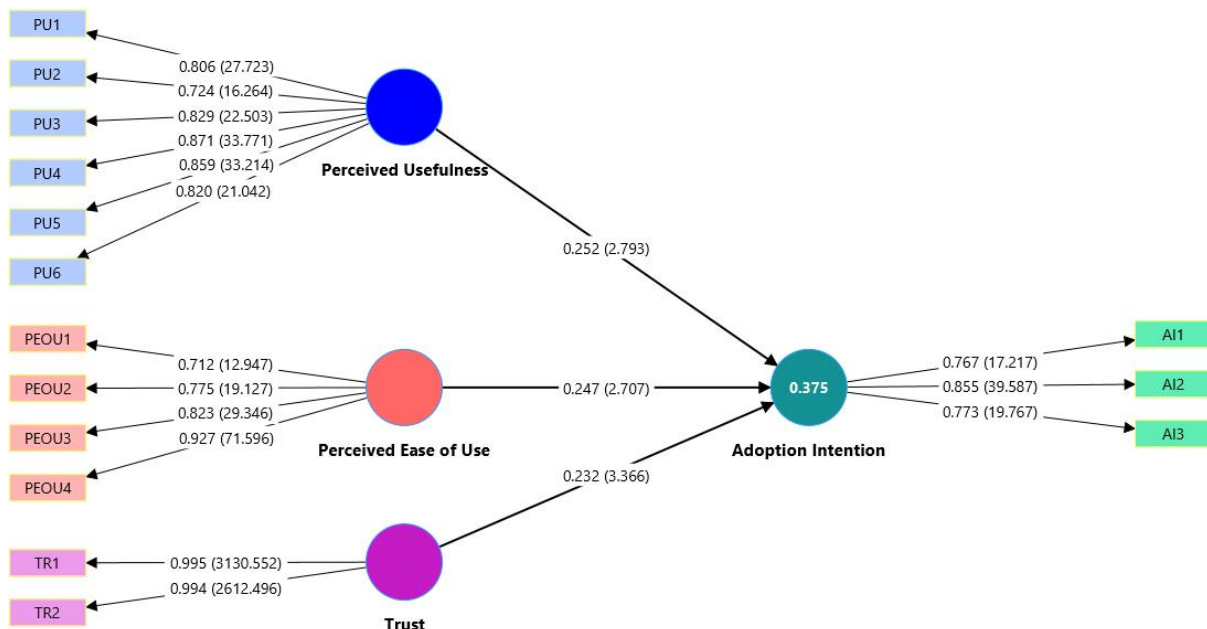 PU1
PU2
PU3
PU4
PU5
PU6
0.806 (27.723)
0.724 (16.264)
0.829 (22.503)
0.871 (33.771)
0.859 (33.214)
0.820 (21.042)
Perceived Usefulness
0.252 (2.793)
PEOU1
PEOU2
PEOU3
PEOU4
0.712 (12.947)
0.775 (19.127)
0.823 (29.346)
0.927 (71.596)
Perceived Ease of Use
0.247 (2.707)
TR1
TR2
0.995 (3130.552)
0.994 (2612.496)
Trust
0.232 (3.366)
0.375
Adoption Intention
0.767 (17.217)
0.855 (39.587)
0.773 (19.767)
AI1
AI2
AI3